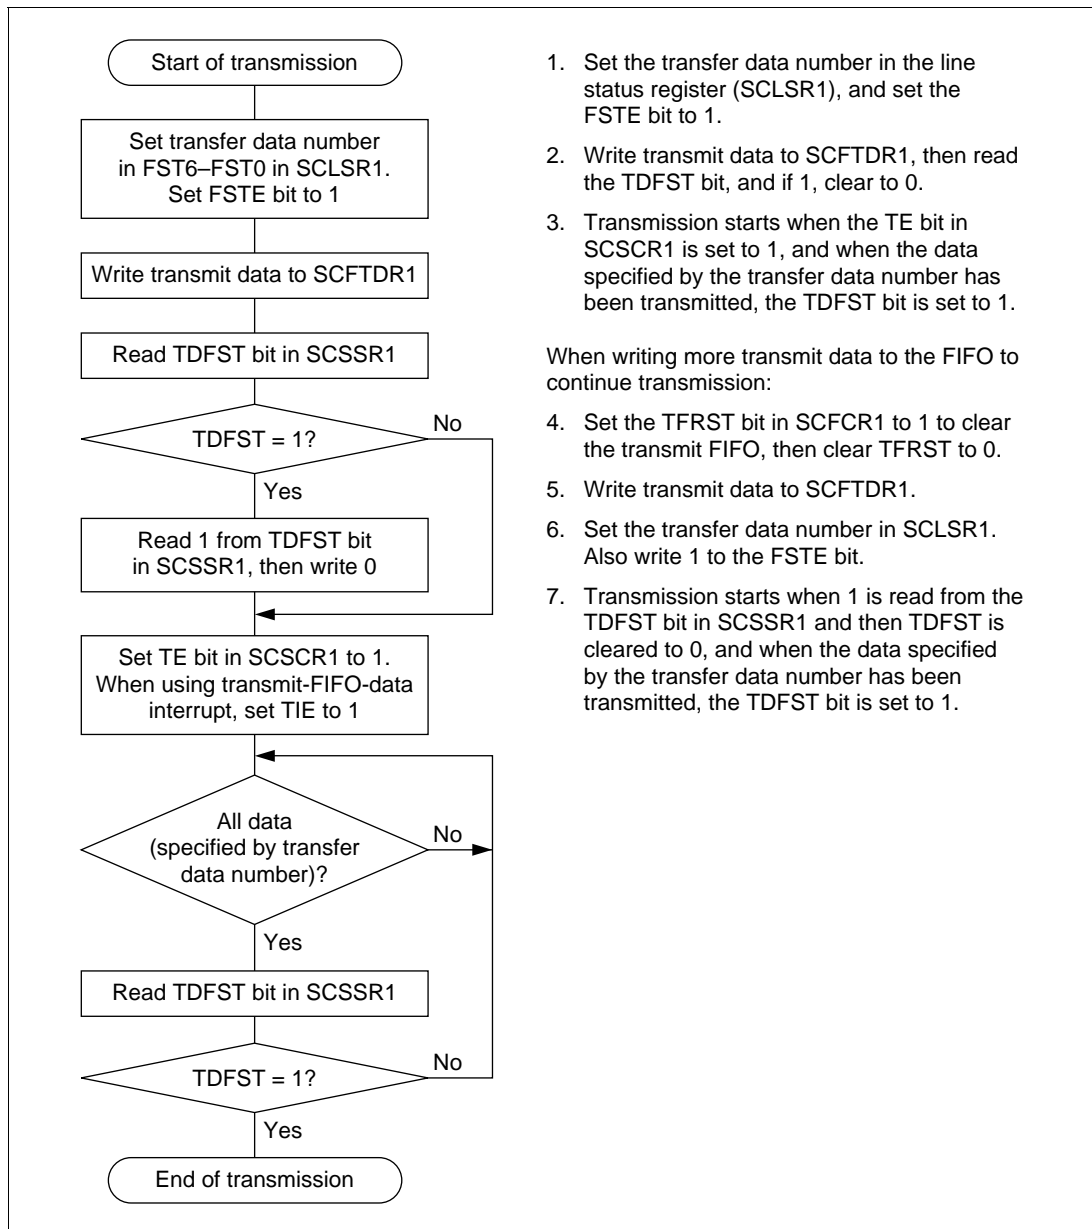 Start of transmission
Set transfer data number
in FST6–FST0 in SCLSR1.
Set FSTE bit to 1
Write transmit data to SCFTDR1
Read TDFST bit in SCSSR1
TDFST = 1?
No
Yes
Read 1 from TDFST bit
in SCSSR1, then write 0
Set TE bit in SCSCR1 to 1.
When using transmit-FIFO-data
interrupt, set TIE to 1
All data
(specified by transfer
data number)?
No
Yes
Read TDFST bit in SCSSR1
TDFST = 1?
No
Yes
End of transmission
1. Set the transfer data number in the line
status register (SCLSR1), and set the
FSTE bit to 1.
2. Write transmit data to SCFTDR1, then read
the TDFST bit, and if 1, clear to 0.
3. Transmission starts when the TE bit in
SCSCR1 is set to 1, and when the data
specified by the transfer data number has
been transmitted, the TDFST bit is set to 1.
When writing more transmit data to the FIFO to
continue transmission:
4. Set the TFRST bit in SCFCR1 to 1 to clear
the transmit FIFO, then clear TFRST to 0.
5. Write transmit data to SCFTDR1.
6. Set the transfer data number in SCLSR1.
Also write 1 to the FSTE bit.
7. Transmission starts when 1 is read from the
TDFST bit in SCSSR1 and then TDFST is
cleared to 0, and when the data specified
by the transfer data number has been
transmitted, the TDFST bit is set to 1.